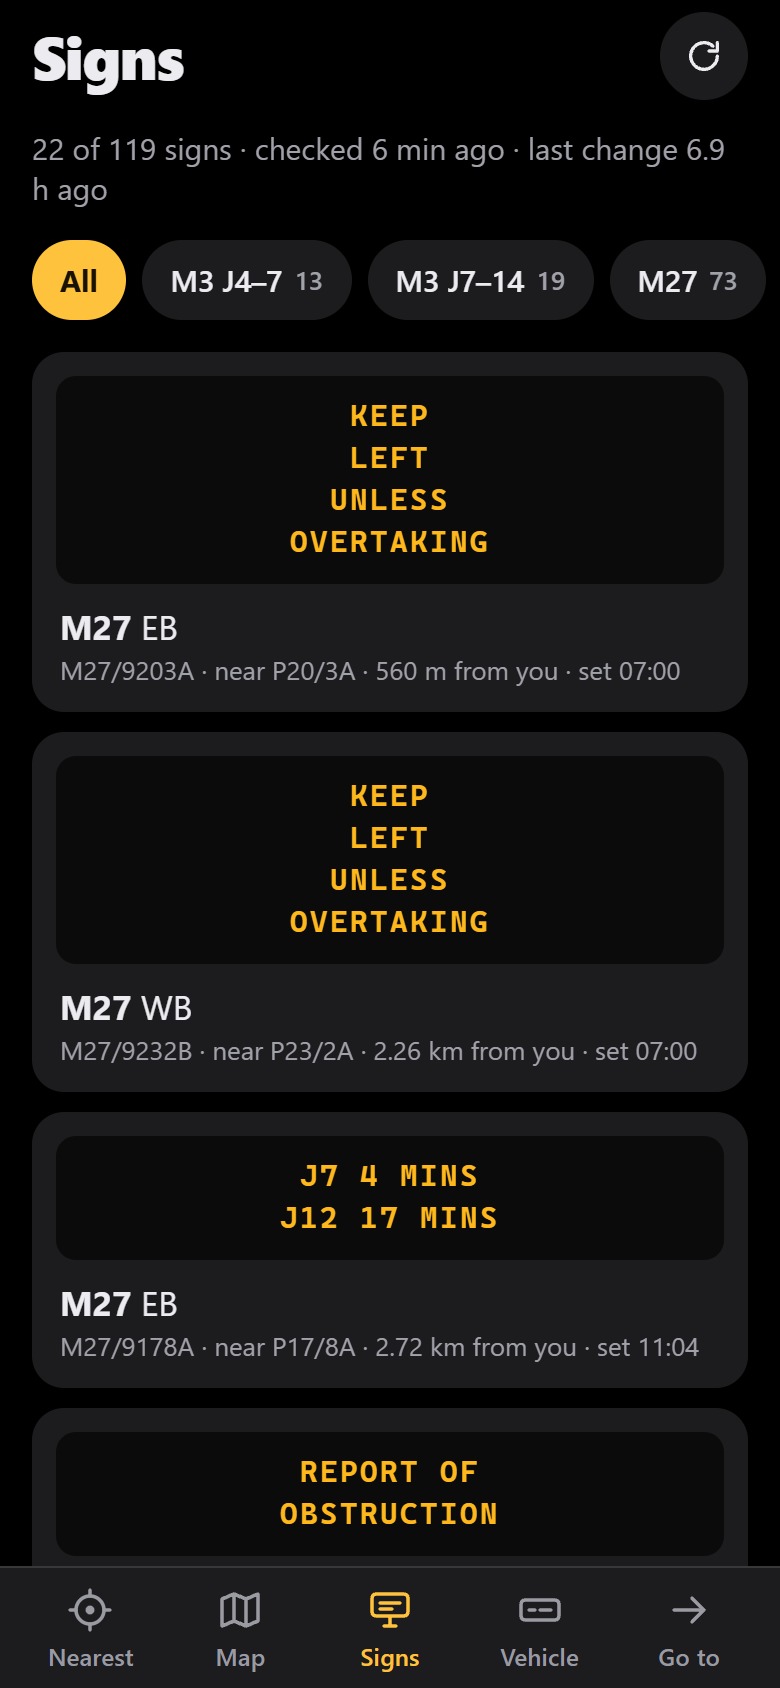 Signs
22 of 119 signs · checked 6 min ago · last change 6.9
h ago
All M3 J4–7 13 M3 J7–14 19 M27 73
KEEP
LEFT
UNLESS
OVERTAKING
M27 EB
M27/9203A · near P20/3A · 560 m from you · set 07:00
KEEP
LEFT
UNLESS
OVERTAKING
M27 WB
M27/9232B · near P23/2A · 2.26 km from you · set 07:00
J7 4 MINS
J12 17 MINS
M27 EB
M27/9178A · near P17/8A · 2.72 km from you · set 11:04
REPORT OF
OBSTRUCTION
Nearest Map Signs Vehicle Go to